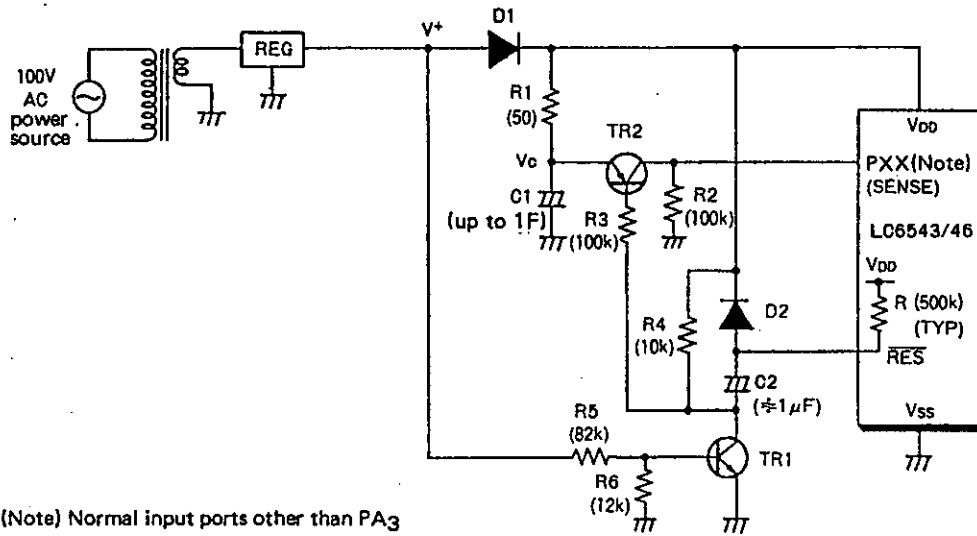 D1
V+
REG
100V
AC
power
source
R1
(50)
TR2
VDD
Vc
PXX(Note)
(SENSE)
C1
(up to 1F)
R3
(100k)
R2
(100k)
LC6543/46
VDD
R (500k)
(TYP)
D2
R4
(10k)
RES
C2
(≑1μF)
R5
(82k)
VSS
TR1
R6
(12k)
(Note) Normal input ports other than PA3